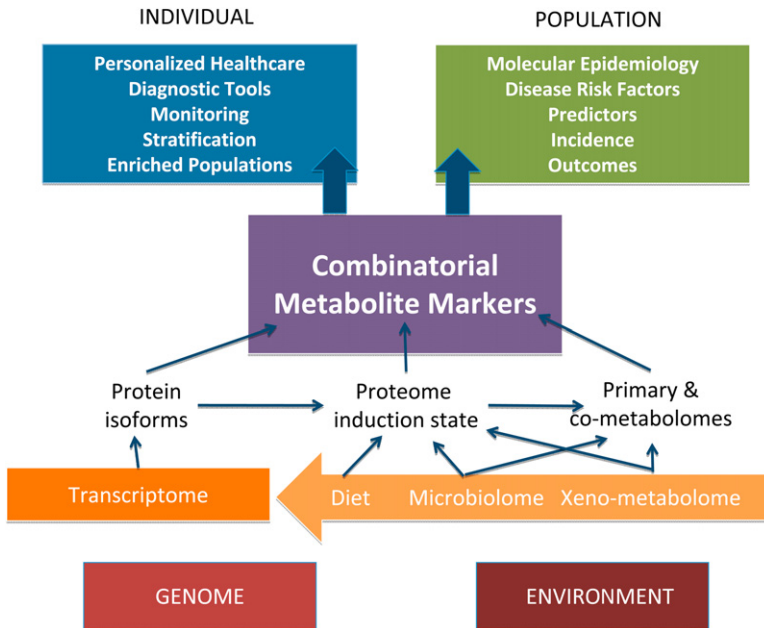 INDIVIDUAL
POPULATION
Personalized Healthcare
Diagnostic Tools
Monitoring
Stratification
Enriched Populations
Molecular Epidemiology
Disease Risk Factors
Predictors
Incidence
Outcomes
Combinatorial
Metabolite Markers
Protein
isoforms
Proteome
induction state
Primary &
co-metabolomes
Transcriptome
Diet
Microbiolome
Xeno-metabolome
GENOME
ENVIRONMENT